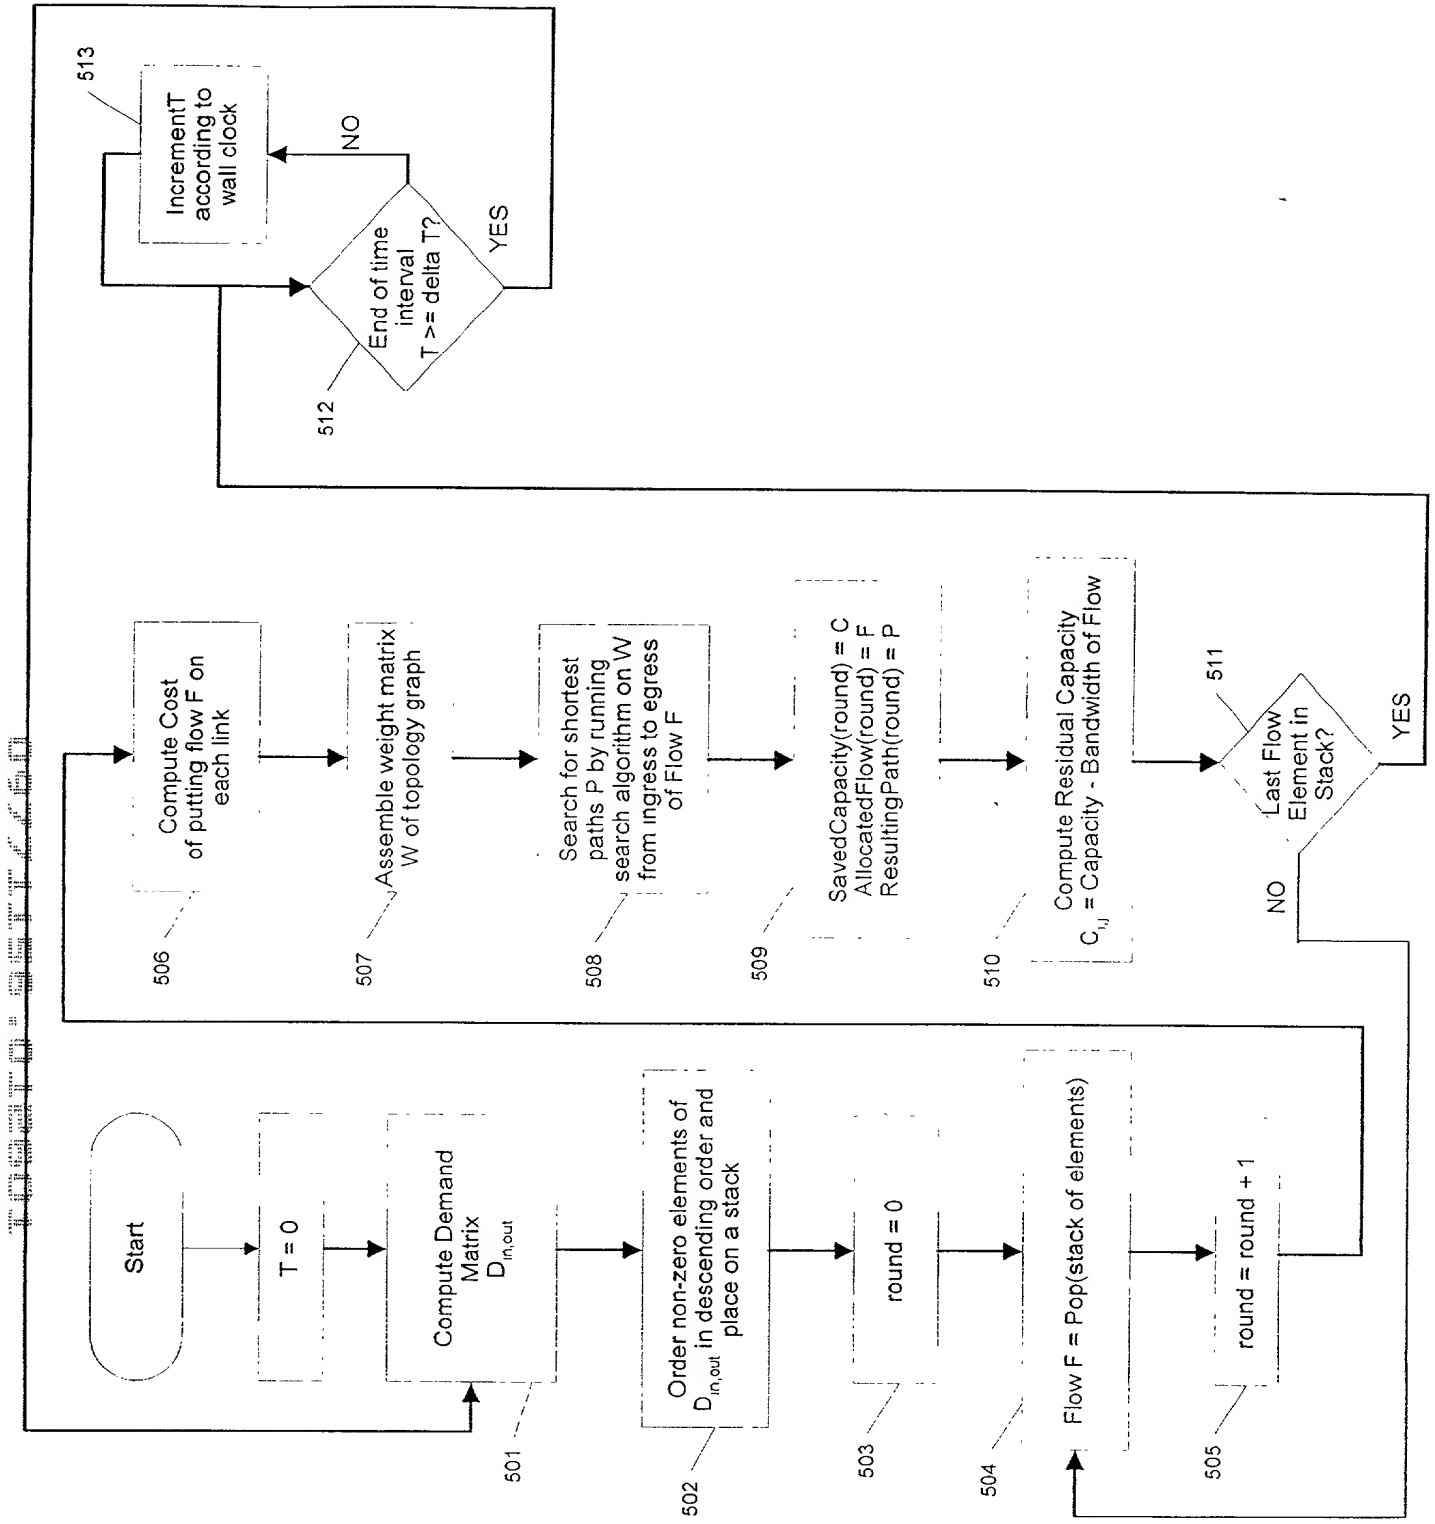 Start
T = 0
Compute Demand
Matrix
D in,out
501
Order non-zero elements of
D in,out in descending order and
place on a stack
502
round = 0
503
Flow F = Pop(stack of elements)
504
round = round + 1
505
Compute Cost
of putting flow F on
each link
506
Assemble weight matrix
W of topology graph
507
Search for shortest
paths P by running
search algorithm on W
from ingress to egress
of Flow F
508
SavedCapacity(round) = C
AllocatedFlow(round) = F
ResultingPath(round) = P
509
Compute Residual Capacity
C i,j = Capacity - Bandwidth of Flow
510
Last Flow
Element in
Stack?
511
NO
YES
End of time
interval
T >= delta T?
512
NO
YES
IncrementT
according to
wall clock
513